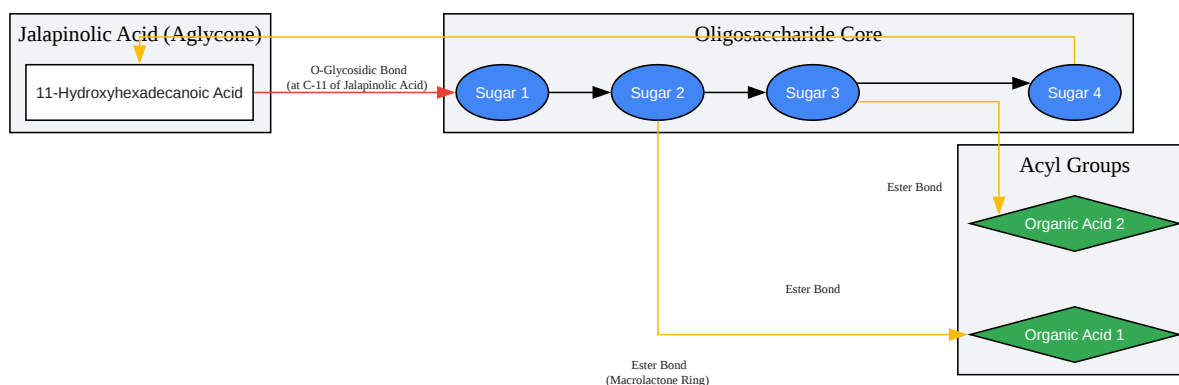 Jalapinolic Acid (Aglycone)
Oligosaccharide Core
11-Hydroxyhexadecanoic Acid
O-Glycosidic Bond
(at C-11 of Jalapinolic Acid)
Sugar 1
Sugar 2
Sugar 3
Sugar 4
Acyl Groups
Ester Bond
Organic Acid 2
Ester Bond
Organic Acid 1
Ester Bond
(Macrolactone Ring)